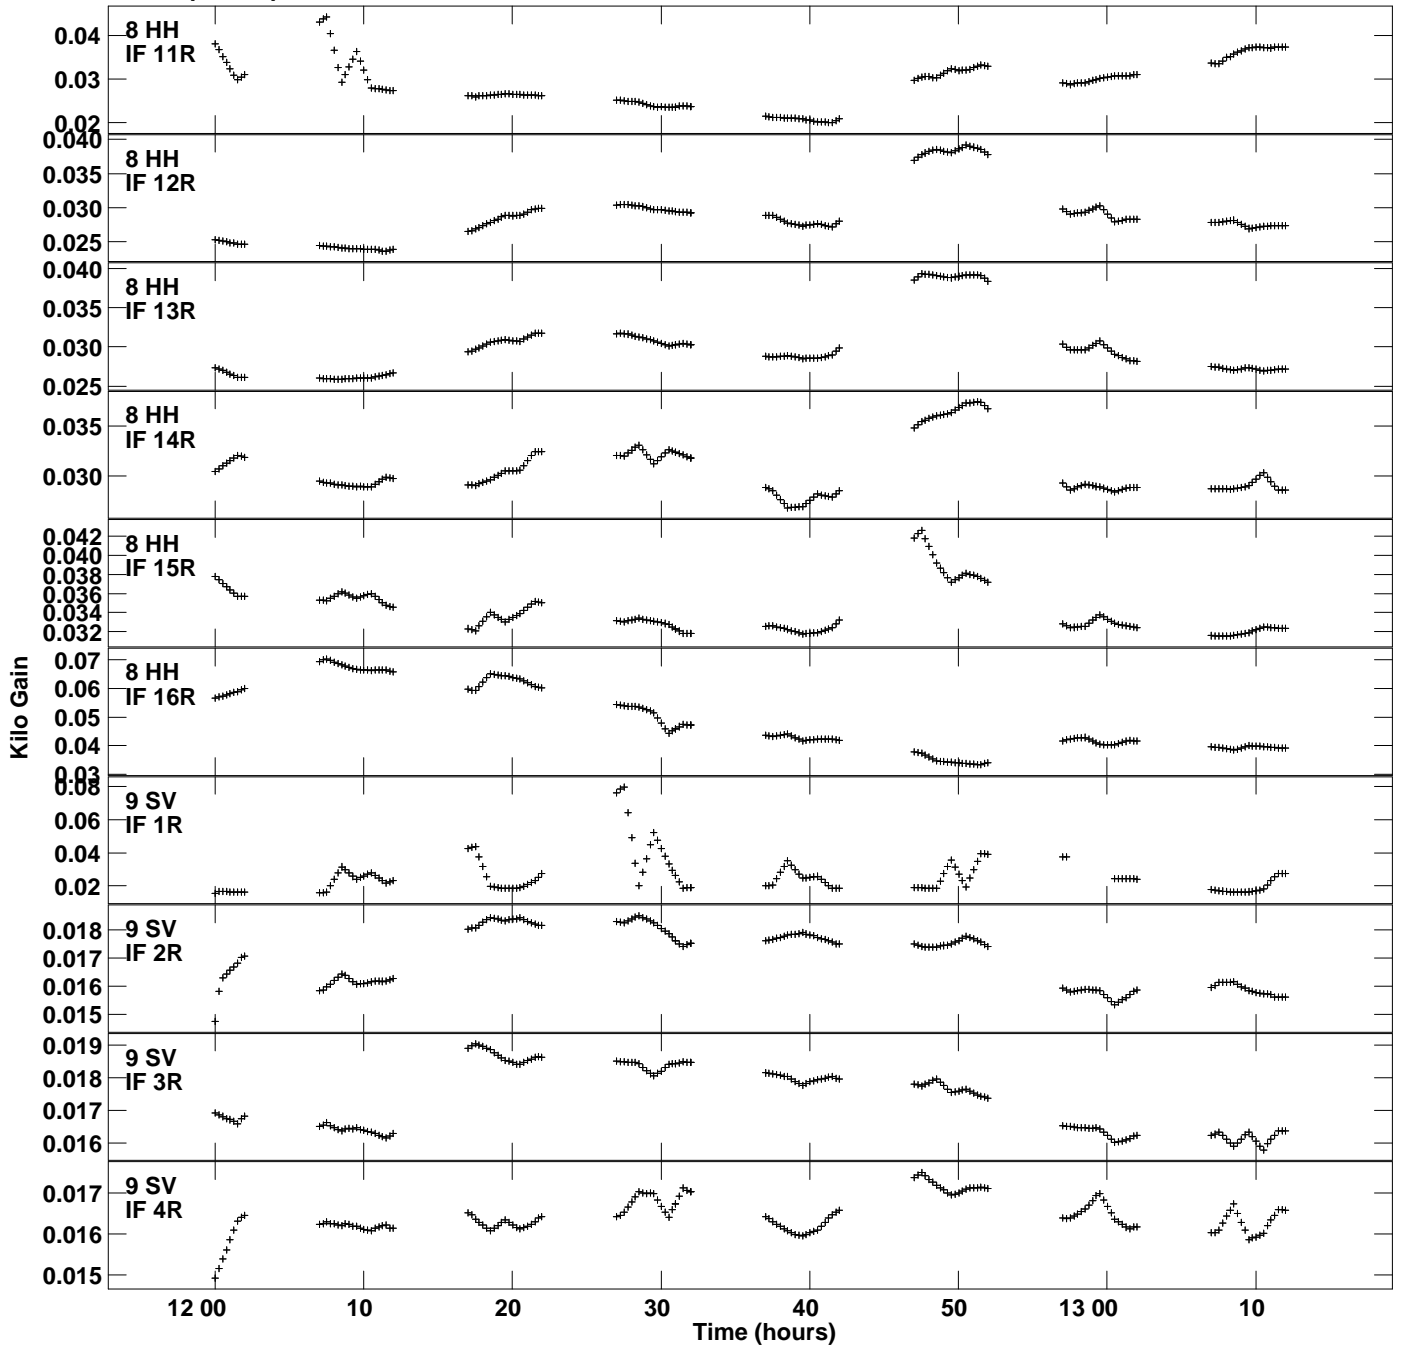 8 HH
IF 11R
0.04
0.03
0.02
8 HH
IF 12R
0.040
0.035
0.030
0.025
8 HH
IF 13R
0.040
0.035
0.030
0.025
8 HH
IF 14R
0.035
0.030
8 HH
IF 15R
0.042
0.040
0.038
0.036
0.034
0.032
8 HH
IF 16R
0.07
0.06
0.05
0.04
0.03
9 SV
IF 1R
0.08
0.06
0.04
0.02
9 SV
IF 2R
0.018
0.017
0.016
0.015
9 SV
IF 3R
0.019
0.018
0.017
0.016
9 SV
IF 4R
0.017
0.016
0.015
Kilo Gain
12 00 10 20 30 40 50 13 00 10
Time (hours)